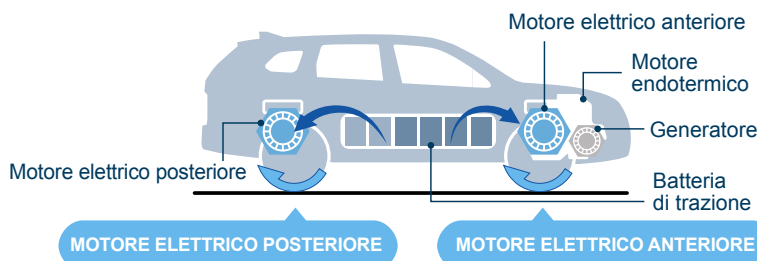 Motore elettrico anteriore
Motore
endotermico
Generatore
Motore elettrico posteriore
Batteria
di trazione
MOTORE ELETTRICO POSTERIORE
MOTORE ELETTRICO ANTERIORE